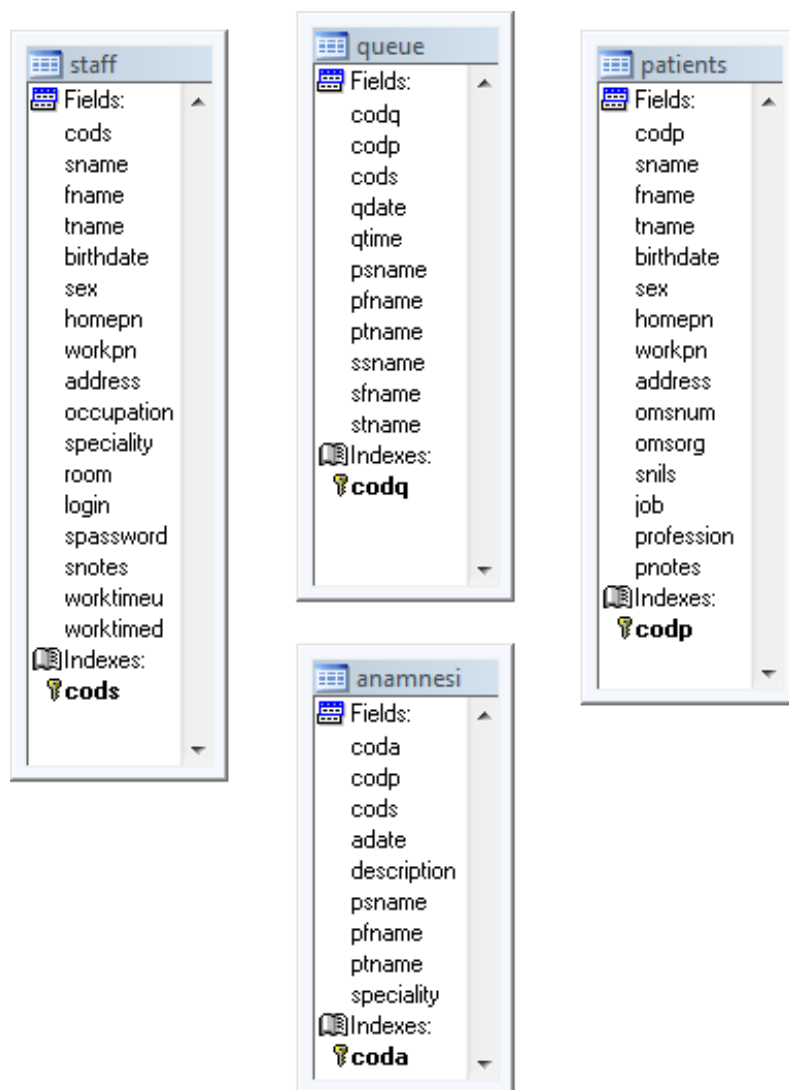 staff
Fields:
cods
sname
fname
tname
birthdate
sex
homepn
workpn
address
occupation
speciality
room
login
spassword
snotes
worktimeu
worktimed
Indexes:
cods
queue
Fields:
codq
codp
cods
qdate
qtime
psname
pfname
ptname
ssname
sfname
stname
Indexes:
codq
patients
Fields:
codp
sname
fname
tname
birthdate
sex
homepn
workpn
address
omsnum
omsorg
snils
job
profession
pnotes
Indexes:
codp
anamnesi
Fields:
coda
codp
cods
adate
description
psname
pfname
ptname
speciality
Indexes:
coda